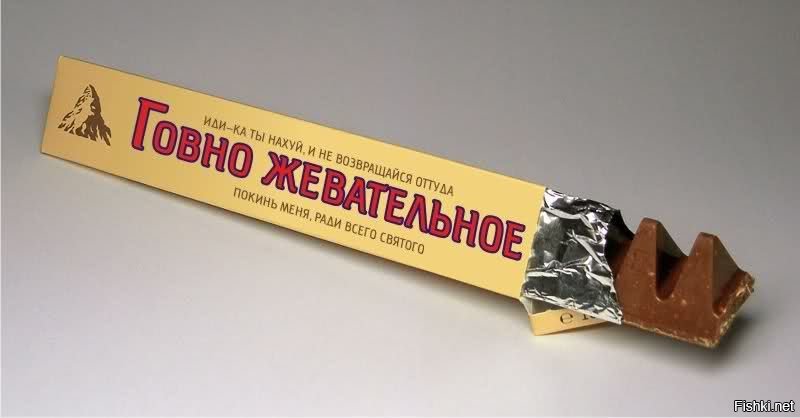 ИДИ-КА ТЫ НАХУЙ, И НЕ ВОЗВРАЩАЙСЯ ОТТУДА
ГОВНО ЖЕВАТЕЛЬНОЕ
ПОКИНЬ МЕНЯ, РАДИ ВСЕГО СВЯТОГО
Fishki.net